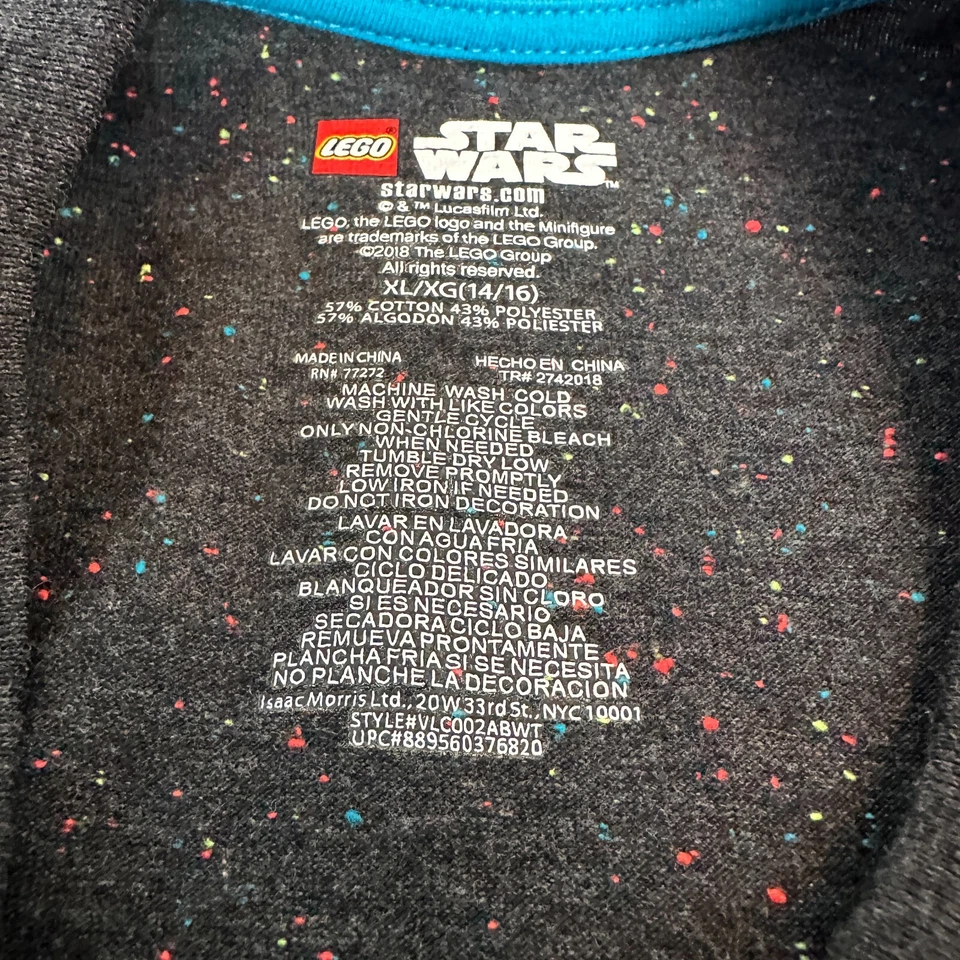 LEGO®
STAR
WARS™
starwars.com
© & ™ Lucasfilm Ltd.
LEGO, the LEGO logo and the Minifigure
are trademarks of the LEGO Group.
©2018 The LEGO Group
All rights reserved.
XL/XG(14/16)
57% COTTON 43% POLYESTER
57% ALGODON 43% POLIESTER
MADE IN CHINA HECHO EN CHINA
RN# 77272 TR# 2742018
MACHINE WASH COLD
WASH WITH LIKE COLORS
GENTLE CYCLE
ONLY NON-CHLORINE BLEACH
WHEN NEEDED
TUMBLE DRY LOW
REMOVE PROMPTLY
LOW IRON IF NEEDED
DO NOT IRON DECORATION
LAVAR EN LAVADORA
CON AGUA FRIA
LAVAR CON COLORES SIMILARES
CICLO DELICADO
BLANQUEADOR SIN CLORO
SI ES NECESARIO
SECADORA CICLO BAJA
REMUEVA PRONTAMENTE
PLANCHA FRIA SI SE NECESITA
NO PLANCHE LA DECORACION
Isaac Morris Ltd., 20W 33rd St., NYC 10001
STYLE#VLC002ABWT
UPC#889560376820